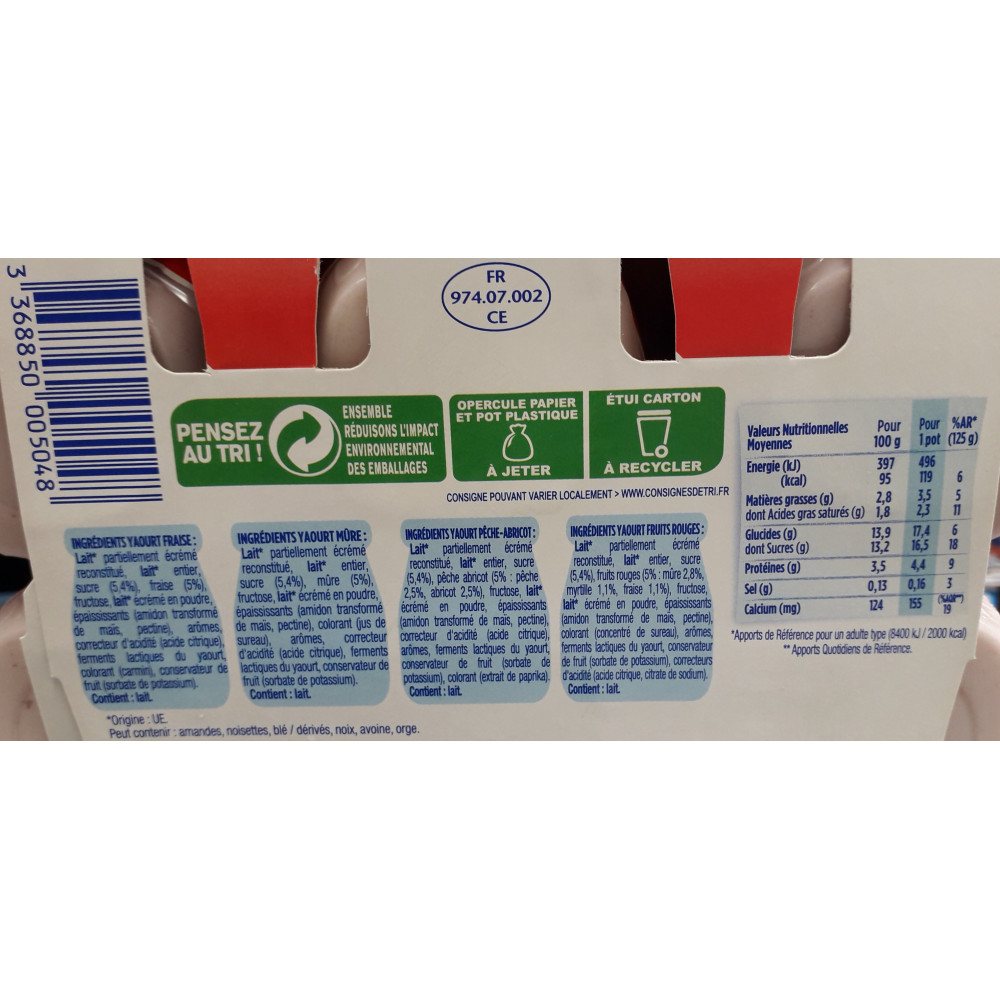 3 368850 005048
FR
974.07.002
CE
PENSEZ
AU TRI !
ENSEMBLE
RÉDUISONS L'IMPACT
ENVIRONNEMENTAL
DES EMBALLAGES
OPERCULE PAPIER
ET POT PLASTIQUE
À JETER
ÉTUI CARTON
À RECYCLER
CONSIGNE POUVANT VARIER LOCALEMENT > WWW.CONSIGNESDETRI.FR
INGRÉDIENTS YAOURT FRAISE :
Lait* partiellement écrémé
reconstitué, lait* entier,
sucre (5,4%), fraise (5%),
fructose, lait* écrémé en poudre,
épaississants (amidon transformé
de maïs, pectine), arômes,
correcteur d'acidité (acide citrique),
ferments lactiques du yaourt,
colorant (carmin), conservateur de
fruit (sorbate de potassium).
Contient : lait.
INGRÉDIENTS YAOURT MÛRE :
Lait* partiellement écrémé
reconstitué, lait* entier,
sucre (5,4%), mûre (5%),
fructose, lait* écrémé en poudre,
épaississants (amidon transformé
de maïs, pectine), colorant (jus de
sureau), arômes, correcteur
d'acidité (acide citrique), ferments
lactiques du yaourt, conservateur de
fruit (sorbate de potassium).
Contient : lait.
INGRÉDIENTS YAOURT PÊCHE-ABRICOT :
Lait* partiellement écrémé
reconstitué, lait* entier, sucre
(5,4%), pêche abricot (5% : pêche
2,5%, abricot 2,5%), fructose, lait*
écrémé en poudre, épaississants
(amidon transformé de maïs, pectine),
correcteur d'acidité (acide citrique),
arômes, ferments lactiques du yaourt,
conservateur de fruit (sorbate de
potassium), colorant (extrait de paprika).
Contient : lait.
INGRÉDIENTS YAOURT FRUITS ROUGES :
Lait* partiellement écrémé
reconstitué, lait* entier, sucre
(5,4%), fruits rouges (5% : mûre 2,8%,
myrtille 1,1%, fraise 1,1%), fructose,
lait* écrémé en poudre, épaississants
(amidon transformé de maïs, pectine),
colorant (concentré de sureau), arômes,
ferments lactiques du yaourt, conservateur
de fruit (sorbate de potassium), correcteurs
d'acidité (acide citrique, citrate de sodium).
Contient : lait.
*Origine : UE.
Peut contenir : amandes, noisettes, blé / dérivés, noix, avoine, orge.
Valeurs Nutritionnelles Pour Pour %AR*
Moyennes 100 g 1 pot (125 g)
Energie (kJ) 397 496
(kcal) 95 119 6
Matières grasses (g) 2,8 3,5 5
dont Acides gras saturés (g) 1,8 2,3 11
Glucides (g) 13,9 17,4 6
dont Sucres (g) 13,2 16,5 18
Protéines (g) 3,5 4,4 9
Sel (g) 0,13 0,16 3
(%AQR**)
Calcium (mg) 124 155 19
*Apports de Référence pour un adulte type (8400 kJ / 2000 kcal)
** Apports Quotidiens de Référence.